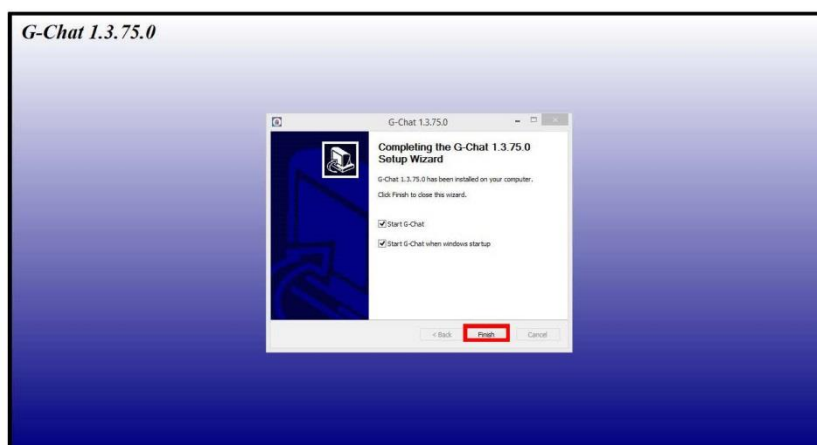 G-Chat 1.3.75.0
G-Chat 1.3.75.0
Completing the G-Chat 1.3.75.0
Setup Wizard
G-Chat 1.3.75.0 has been installed on your computer.
Click Finish to close this wizard.
Start G-Chat
Start G-Chat when windows startup
< Back Finish Cancel